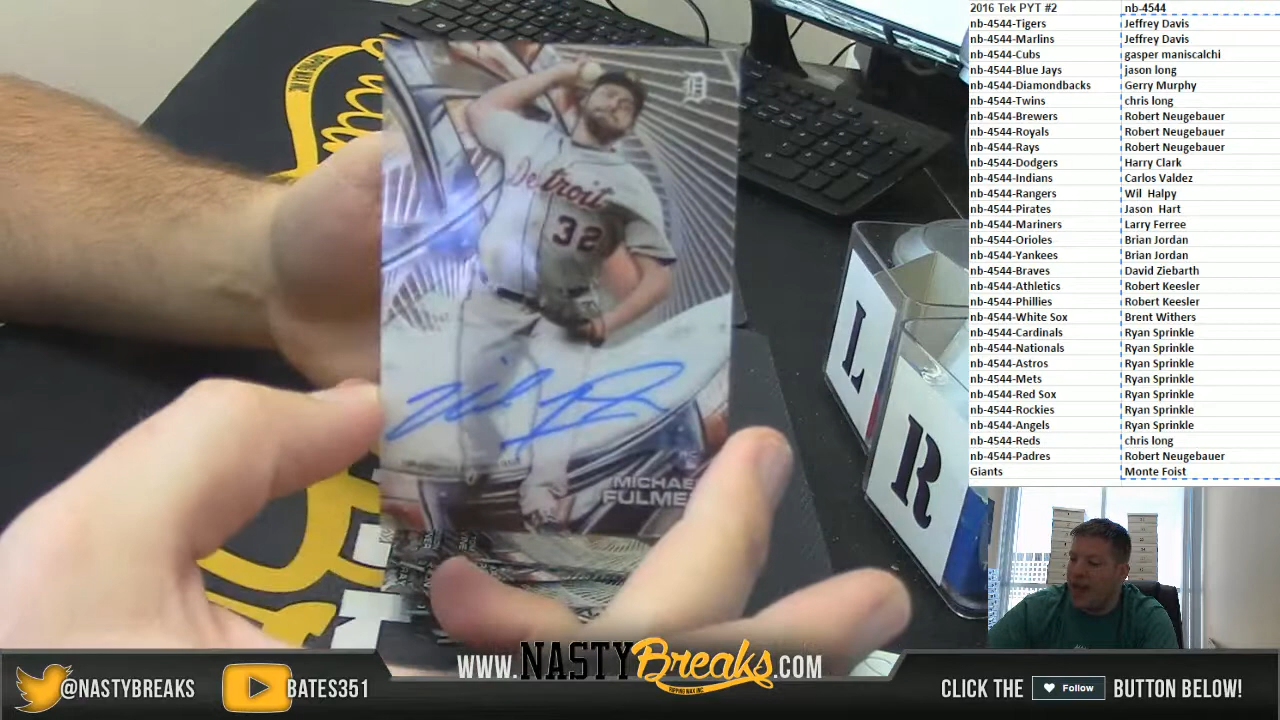 2016 Tek PYT #2 nb-4544
nb-4544-Tigers Jeffrey Davis
nb-4544-Marlins Jeffrey Davis
nb-4544-Cubs gasper maniscalchi
nb-4544-Blue Jays jason long
nb-4544-Diamondbacks Gerry Murphy
nb-4544-Twins chris long
nb-4544-Brewers Robert Neugebauer
nb-4544-Royals Robert Neugebauer
nb-4544-Rays Robert Neugebauer
nb-4544-Dodgers Harry Clark
nb-4544-Indians Carlos Valdez
nb-4544-Rangers Wil Halpy
nb-4544-Pirates Jason Hart
nb-4544-Mariners Larry Ferree
nb-4544-Orioles Brian Jordan
nb-4544-Yankees Brian Jordan
nb-4544-Braves David Ziebarth
nb-4544-Athletics Robert Keesler
nb-4544-Phillies Robert Keesler
nb-4544-White Sox Brent Withers
nb-4544-Cardinals Ryan Sprinkle
nb-4544-Nationals Ryan Sprinkle
nb-4544-Astros Ryan Sprinkle
nb-4544-Mets Ryan Sprinkle
nb-4544-Red Sox Ryan Sprinkle
nb-4544-Rockies Ryan Sprinkle
nb-4544-Angels Ryan Sprinkle
nb-4544-Reds chris long
nb-4544-Padres Robert Neugebauer
Giants Monte Foist
D
Detroit
32
MICHAE
FULME
L
R
@NASTYBREAKS
BATES351
WWW.NASTYBreaks.COM
RIPPING WAX INC.
CLICK THE Follow BUTTON BELOW!